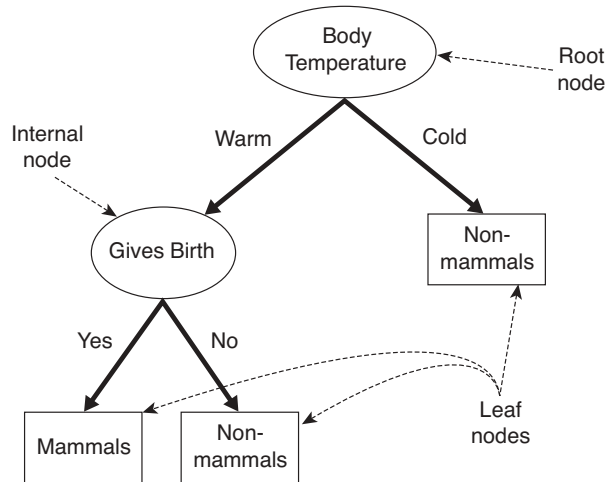 Body
Temperature
Root
node
Warm
Cold
Internal
node
Gives Birth
Non-
mammals
Yes
No
Mammals
Non-
mammals
Leaf
nodes